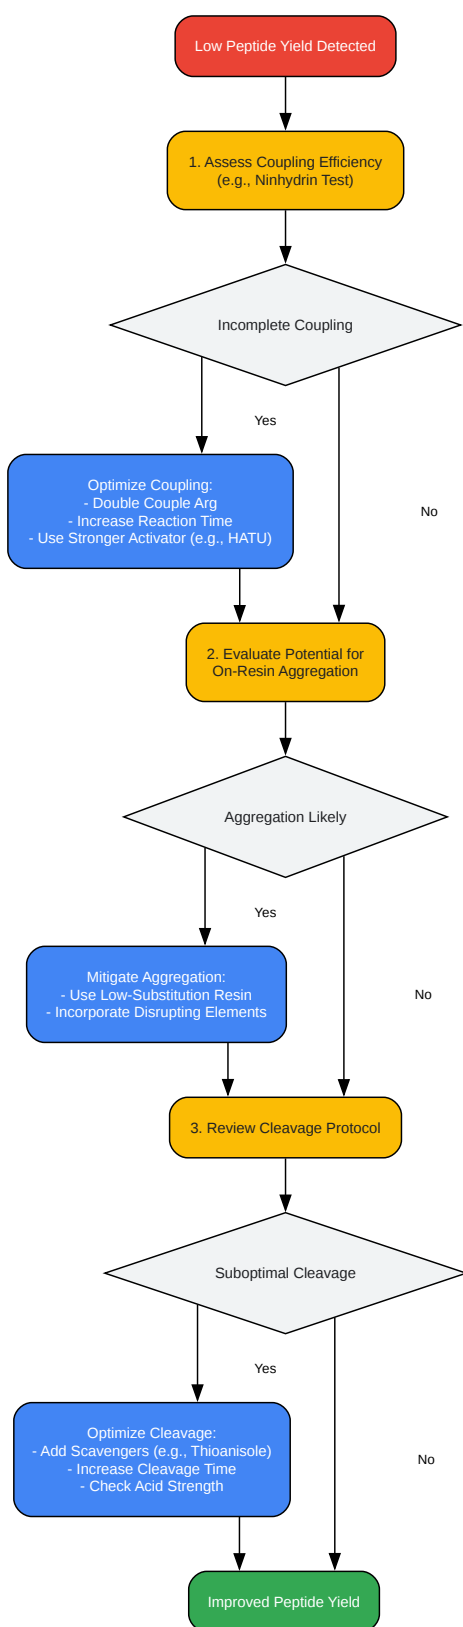 Low Peptide Yield Detected
1. Assess Coupling Efficiency
(e.g., Ninhydrin Test)
Incomplete Coupling
Yes
Optimize Coupling:
- Double Couple Arg
- Increase Reaction Time
- Use Stronger Activator (e.g., HATU)
No
2. Evaluate Potential for
On-Resin Aggregation
Aggregation Likely
Yes
Mitigate Aggregation:
- Use Low-Substitution Resin
- Incorporate Disrupting Elements
No
3. Review Cleavage Protocol
Suboptimal Cleavage
Yes
Optimize Cleavage:
- Add Scavengers (e.g., Thioanisole)
- Increase Cleavage Time
- Check Acid Strength
No
Improved Peptide Yield